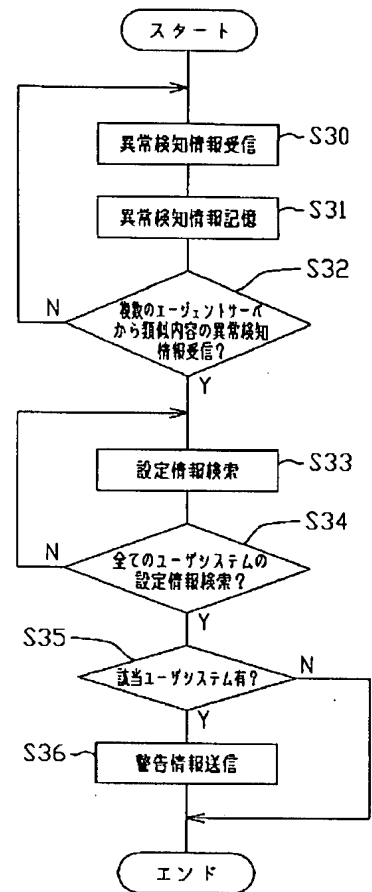 スタート
異常検知情報受信
S30
異常検知情報記憶
S31
S32
複数のエージェントサーバ
から類似内容の異常検知
情報受信?
N
Y
設定情報検索
S33
S34
全てのユーザシステムの
設定情報検索?
N
Y
S35
該当ユーザシステム有?
N
Y
S36
警告情報送信
エンド